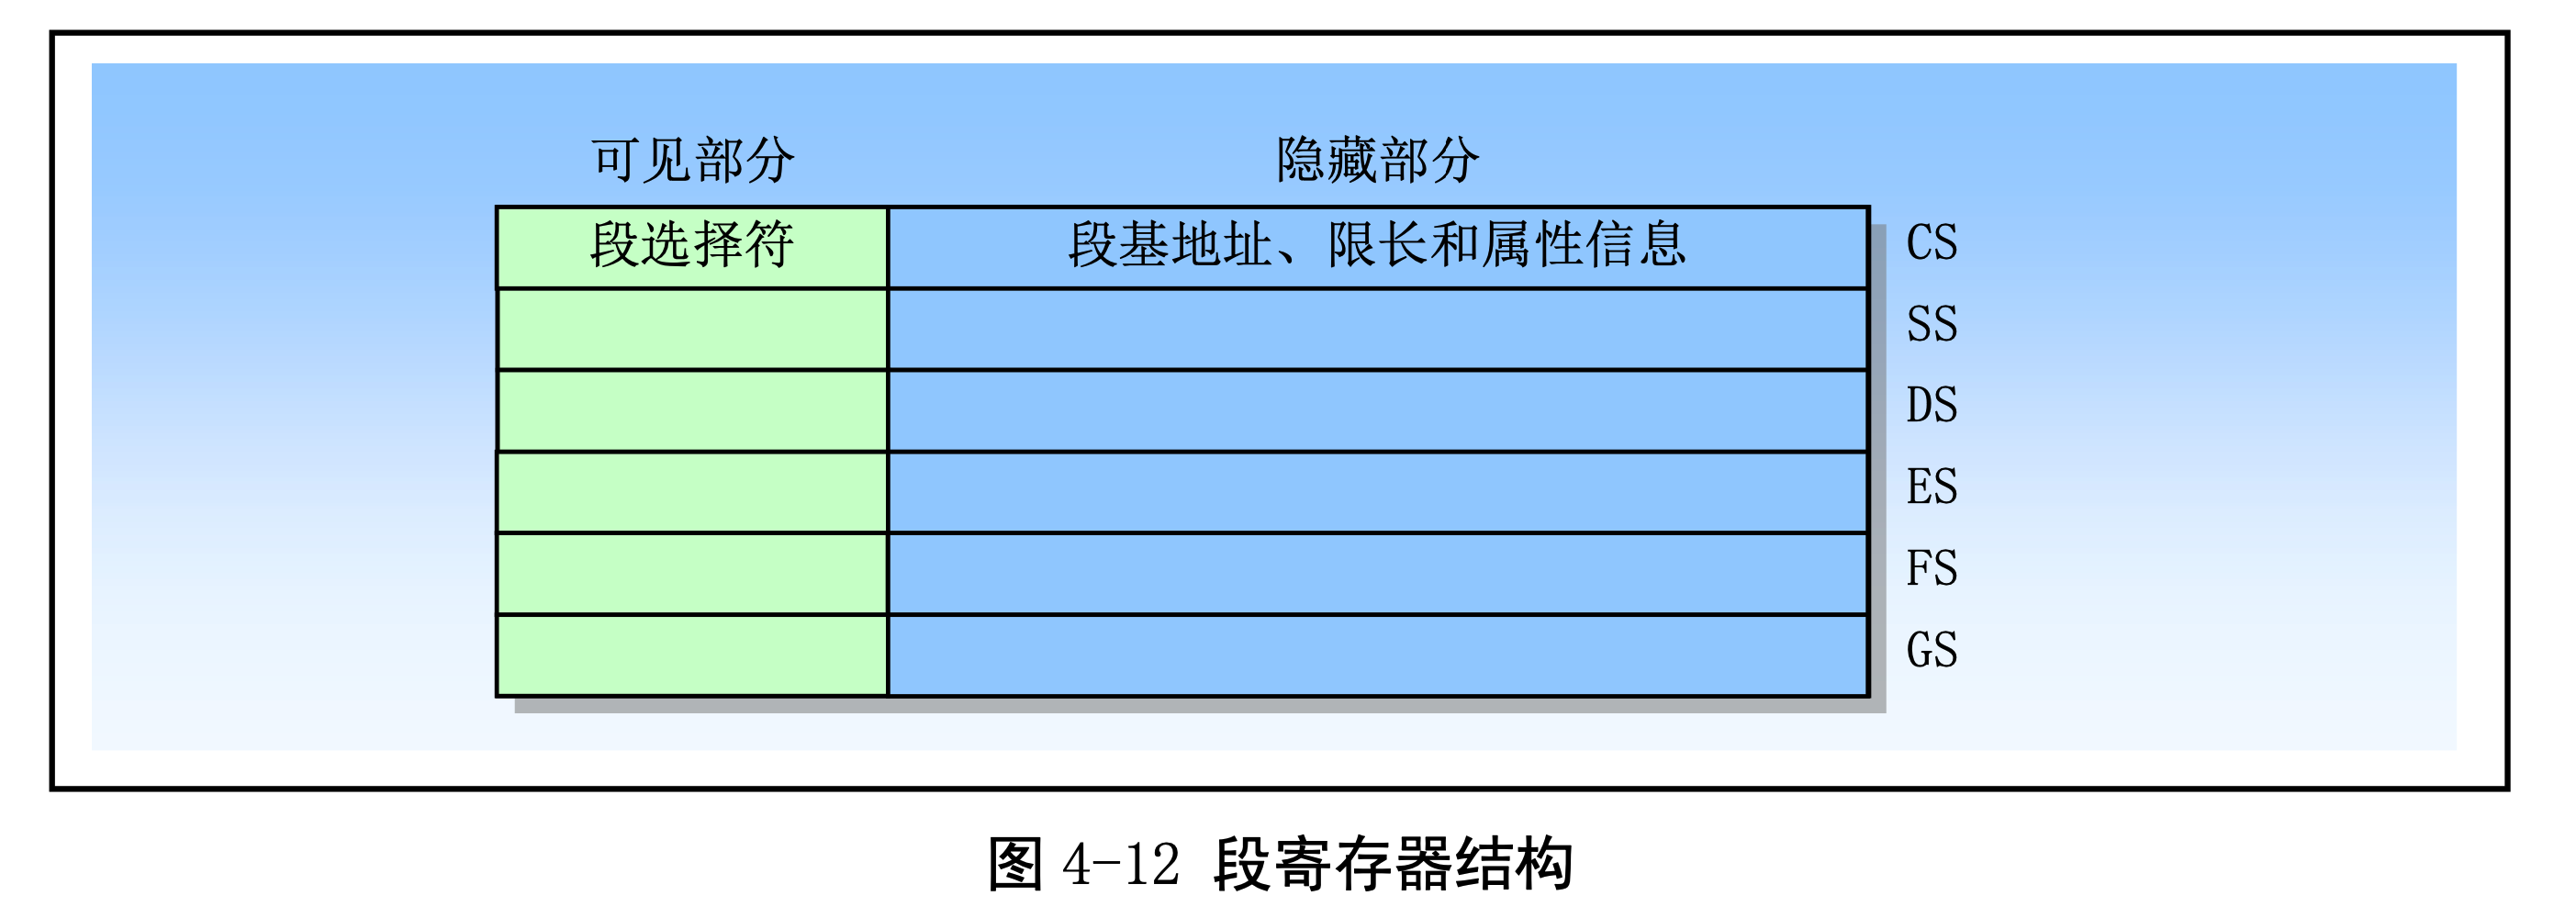 可见部分 隐藏部分
段选择符 段基地址、限长和属性信息 CS
SS
DS
ES
FS
GS
图 4-12 段寄存器结构